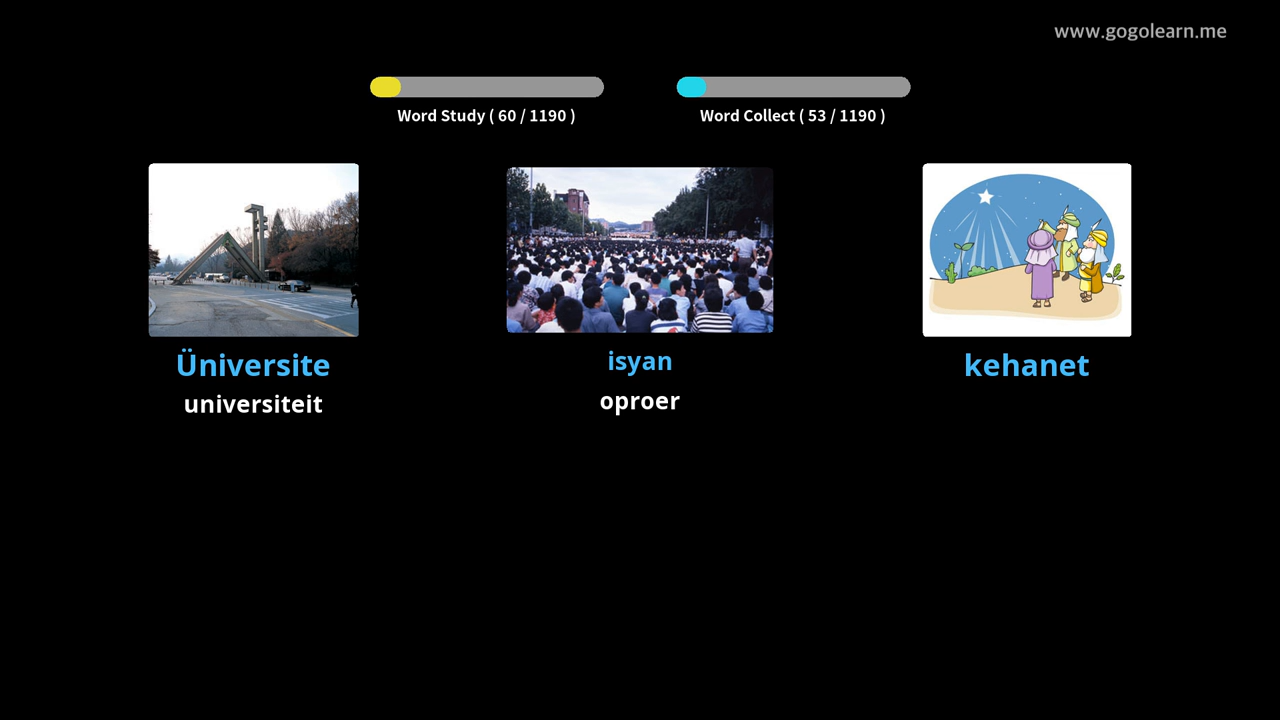 www.gogolearn.me
Word Study ( 60 / 1190 )
Word Collect ( 53 / 1190 )
Üniversite
universiteit
isyan
oproer
kehanet